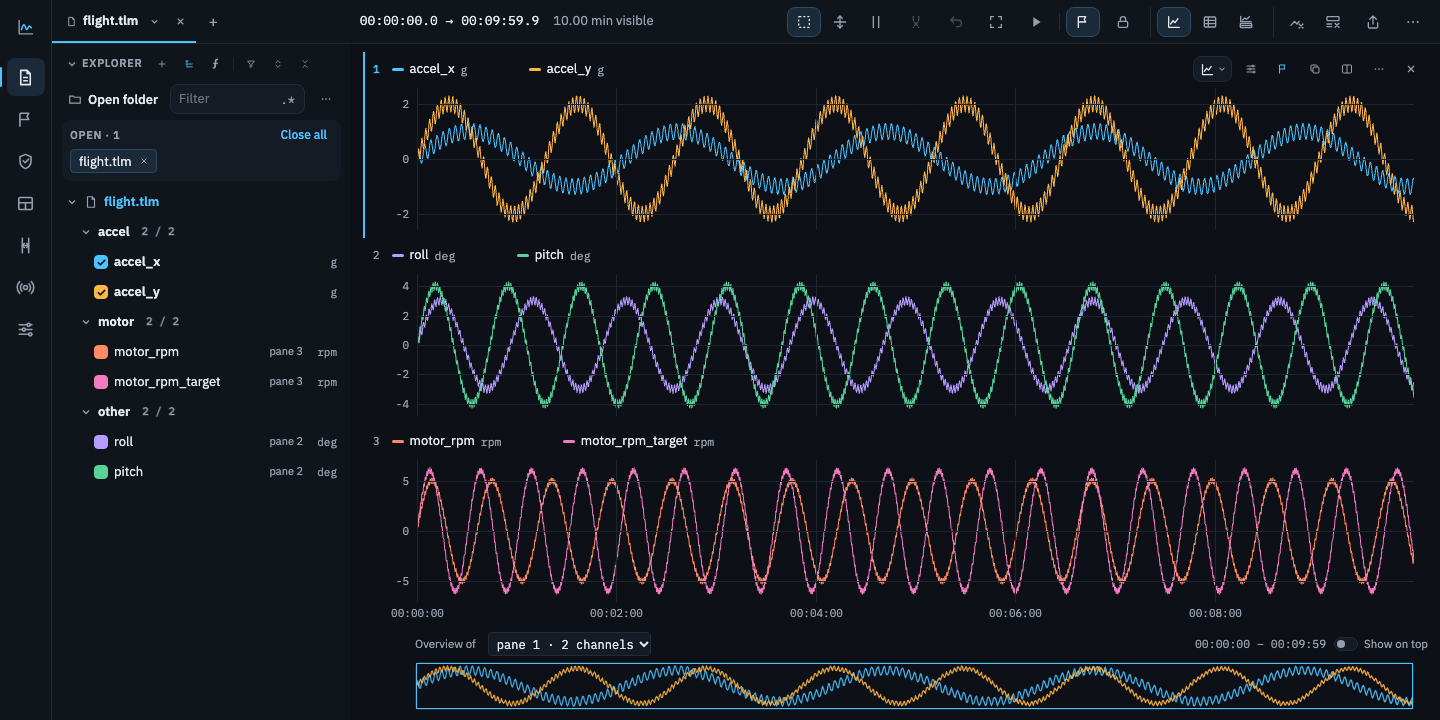 flight.tlm
00:00:00.0 → 00:09:59.9 10.00 min visible
EXPLORER
Open folder Filter .*
OPEN · 1 Close all
flight.tlm ×
flight.tlm
accel 2 / 2
accel_x g
accel_y g
motor 2 / 2
motor_rpm pane 3 rpm
motor_rpm_target pane 3 rpm
other 2 / 2
roll pane 2 deg
pitch pane 2 deg
1 accel_x g accel_y g
2
0
-2
2 roll deg pitch deg
4
2
0
-2
-4
3 motor_rpm rpm motor_rpm_target rpm
5
0
-5
00:00:00 00:02:00 00:04:00 00:06:00 00:08:00
Overview of pane 1 · 2 channels 00:00:00 – 00:09:59 Show on top